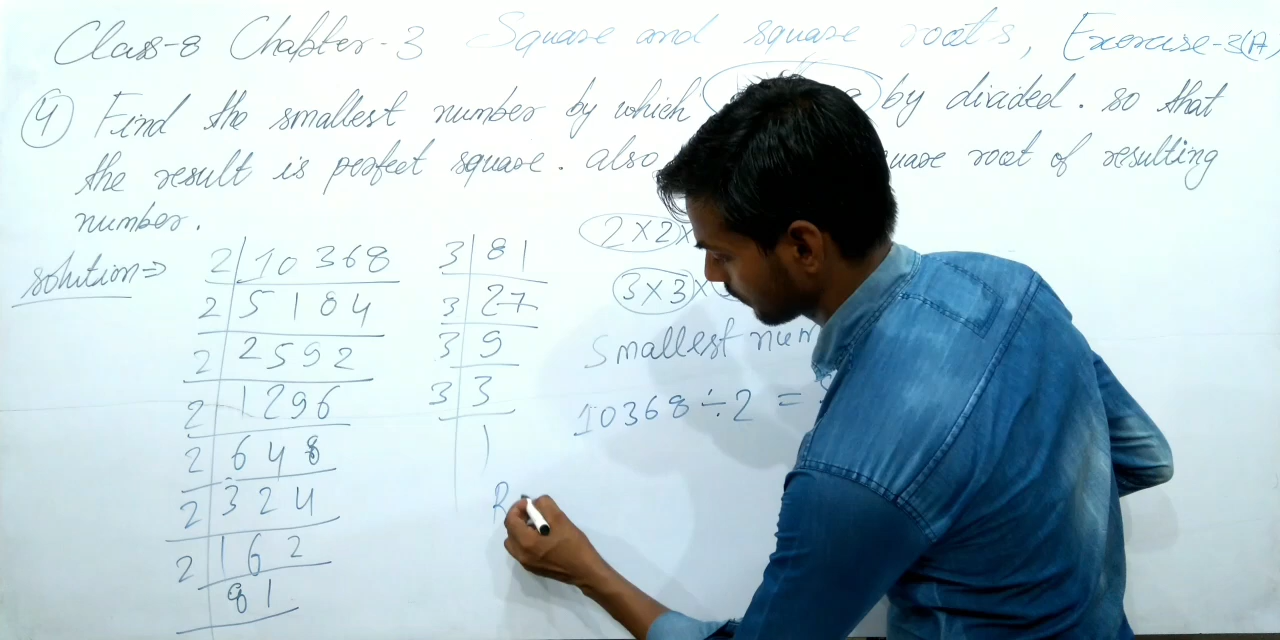 Class-8 Chapter-3 Square and square roots, Exercise-3(A)
(4) Find the smallest number by which by divided. so that
the result is perfect square. also root of resulting
number.
solution⇒
2 | 10368
2 | 5184
2 | 2592
2 | 1296
2 | 648
2 | 324
2 | 162
81
3 | 81
3 | 27
3 | 9
3 | 3
1
2×2×
3×3×
Smallest
10368÷2 =
R